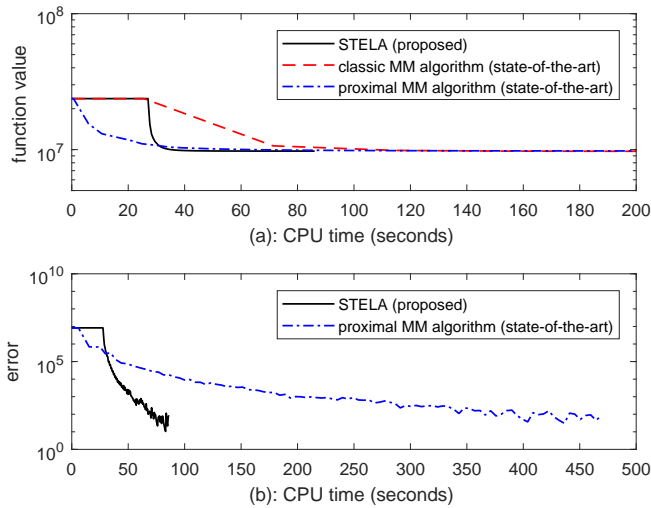 10^8
10^7
function value
STELA (proposed)
classic MM algorithm (state-of-the-art)
proximal MM algorithm (state-of-the-art)
0 20 40 60 80 100 120 140 160 180 200
(a): CPU time (seconds)
10^10
10^5
10^0
error
STELA (proposed)
proximal MM algorithm (state-of-the-art)
0 50 100 150 200 250 300 350 400 450 500
(b): CPU time (seconds)